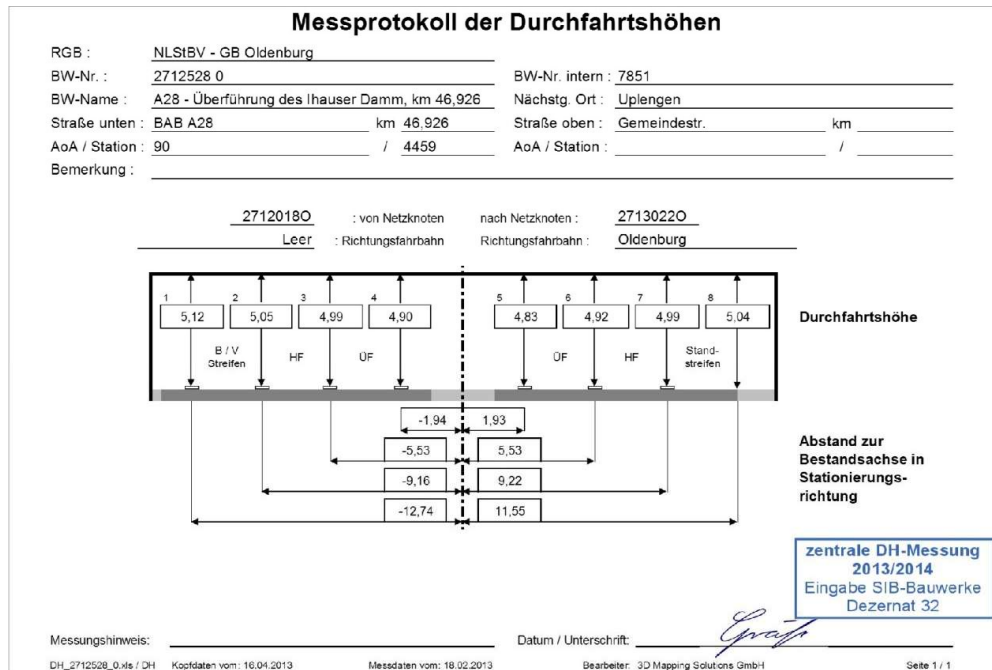 Messprotokoll der Durchfahrtshöhen
RGB : NLStBV - GB Oldenburg
BW-Nr. : 2712528 0 BW-Nr. intern : 7851
BW-Name : A28 - Überführung des Ihauser Damm, km 46,926 Nächstg. Ort : Uplengen
Straße unten : BAB A28 km 46,926 Straße oben : Gemeindestr. km
AoA / Station : 90 / 4459 AoA / Station : /
Bemerkung :
2712018O : von Netzknoten nach Netzknoten : 2713022O
Leer : Richtungsfahrbahn Richtungsfahrbahn : Oldenburg
1 2 3 4 5 6 7 8
5,12 5,05 4,99 4,90 4,83 4,92 4,99 5,04 Durchfahrtshöhe
B / V Streifen HF ÜF ÜF HF Stand-
streifen
-1,94 1,93
-5,53 5,53
-9,16 9,22
-12,74 11,55
Abstand zur
Bestandsachse in
Stationierungs-
richtung
zentrale DH-Messung
2013/2014
Eingabe SIB-Bauwerke
Dezernat 32
Messungshinweis: Datum / Unterschrift:
DH_2712528_0.xls / DH Kopfdaten vom: 16.04.2013 Messdaten vom: 18.02.2013 Bearbeiter: 3D Mapping Solutions GmbH Seite 1 / 1